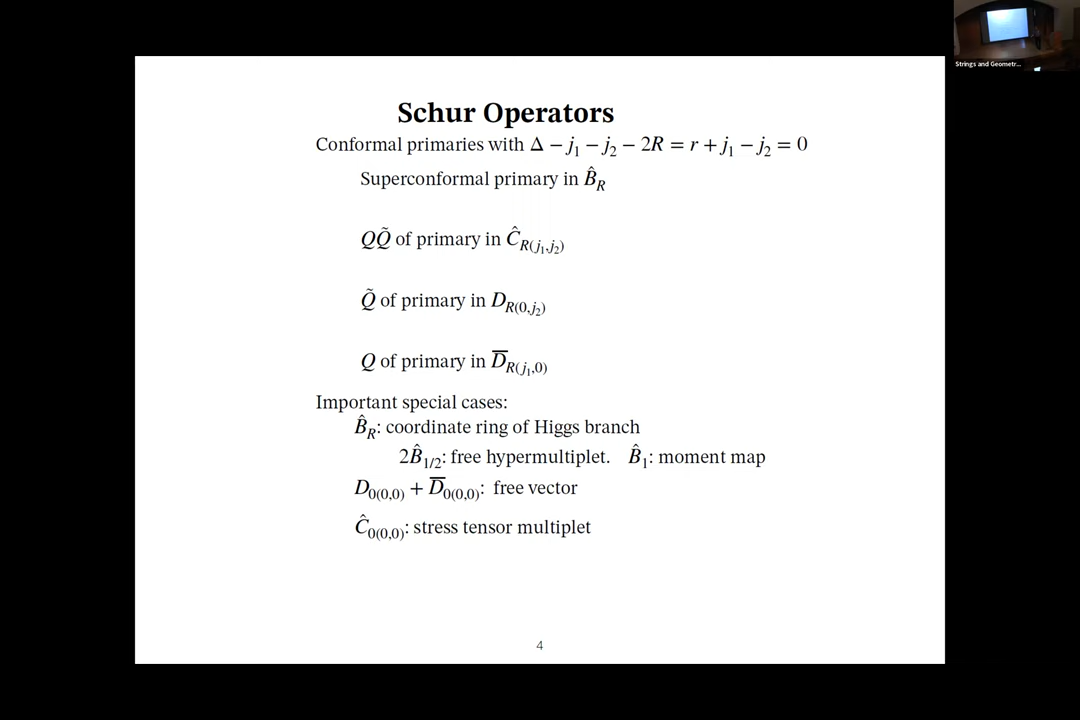 Strings and Geometr...
Schur Operators
Conformal primaries with Δ − j₁ − j₂ − 2R = r + j₁ − j₂ = 0
Superconformal primary in B̂_R
QQ̃ of primary in Ĉ_{R(j₁,j₂)}
Q̃ of primary in D_{R(0,j₂)}
Q of primary in D̅_{R(j₁,0)}
Important special cases:
B̂_R: coordinate ring of Higgs branch
2B̂_{1/2}: free hypermultiplet. B̂₁: moment map
D_{0(0,0)} + D̅_{0(0,0)}: free vector
Ĉ_{0(0,0)}: stress tensor multiplet
4